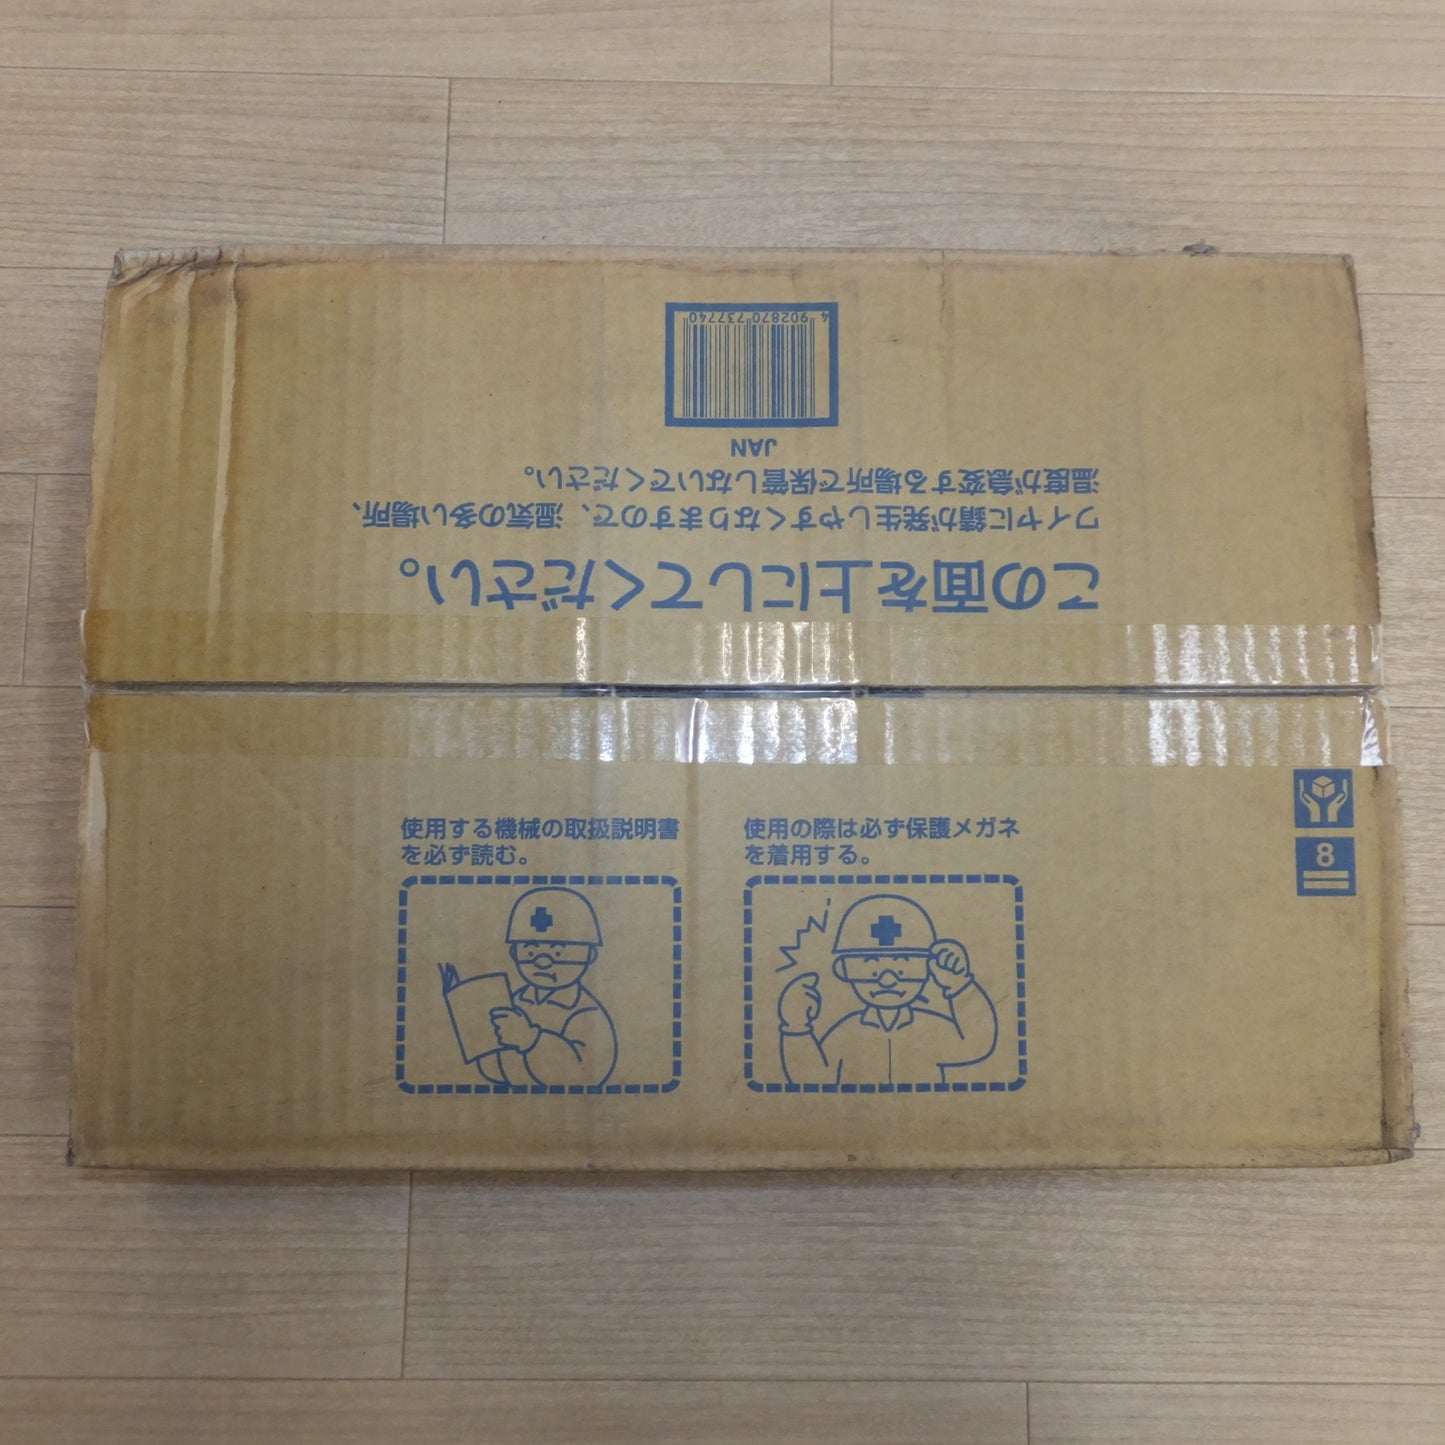 この面を上にしてください。
ワイヤに錆が発生しやすくなりますので、湿気の多い場所、
温度が急変する場所で保管しないでください。
JAN
4 902870 737740
使用する機械の取扱説明書
を必ず読む。
使用の際は必ず保護メガネ
を着用する。
8